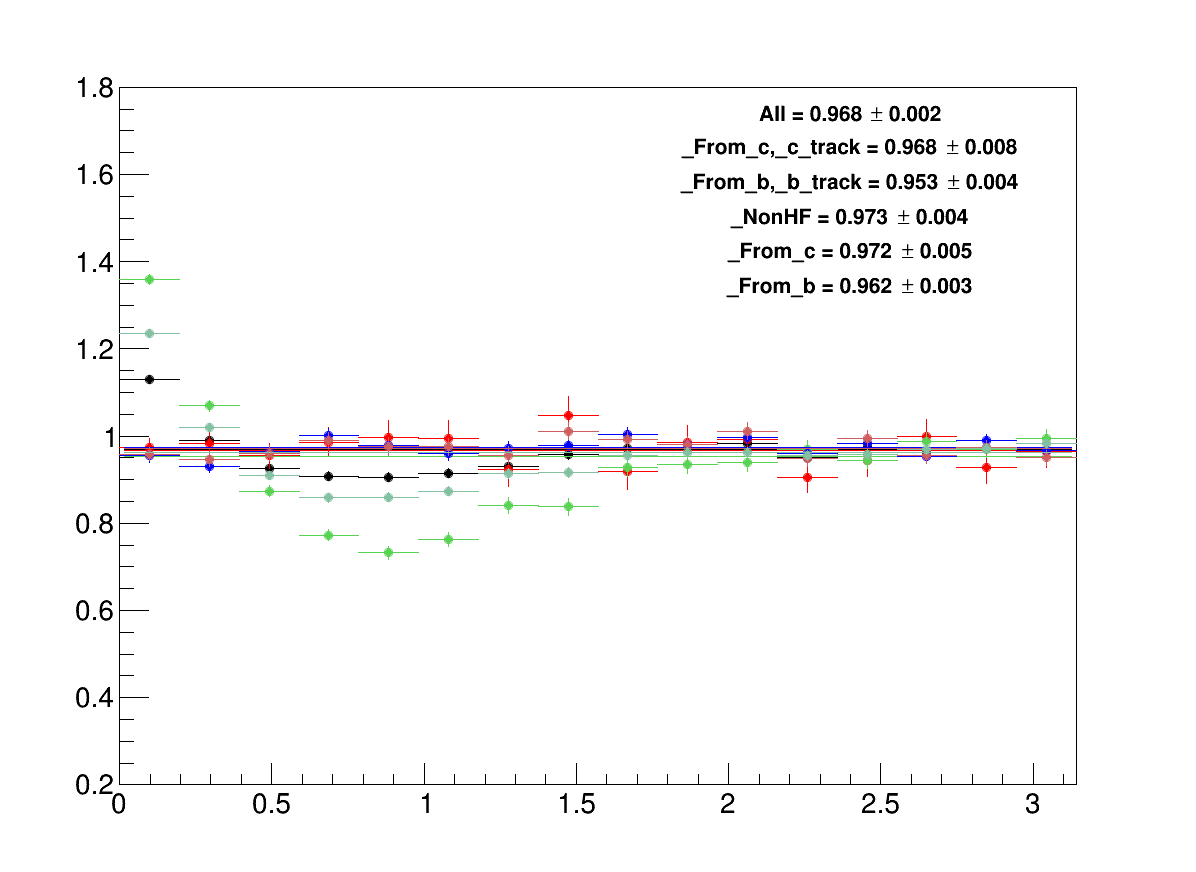 1.8
All = 0.968 ± 0.002
_From_c,_c_track = 0.968 ± 0.008
1.6
_From_b,_b_track = 0.953 ± 0.004
_NonHF = 0.973 ± 0.004
1.4
_From_c = 0.972 ± 0.005
_From_b = 0.962 ± 0.003
1.2
1
0.8
0.6
0.4
0.2
0 0.5 1 1.5 2 2.5 3